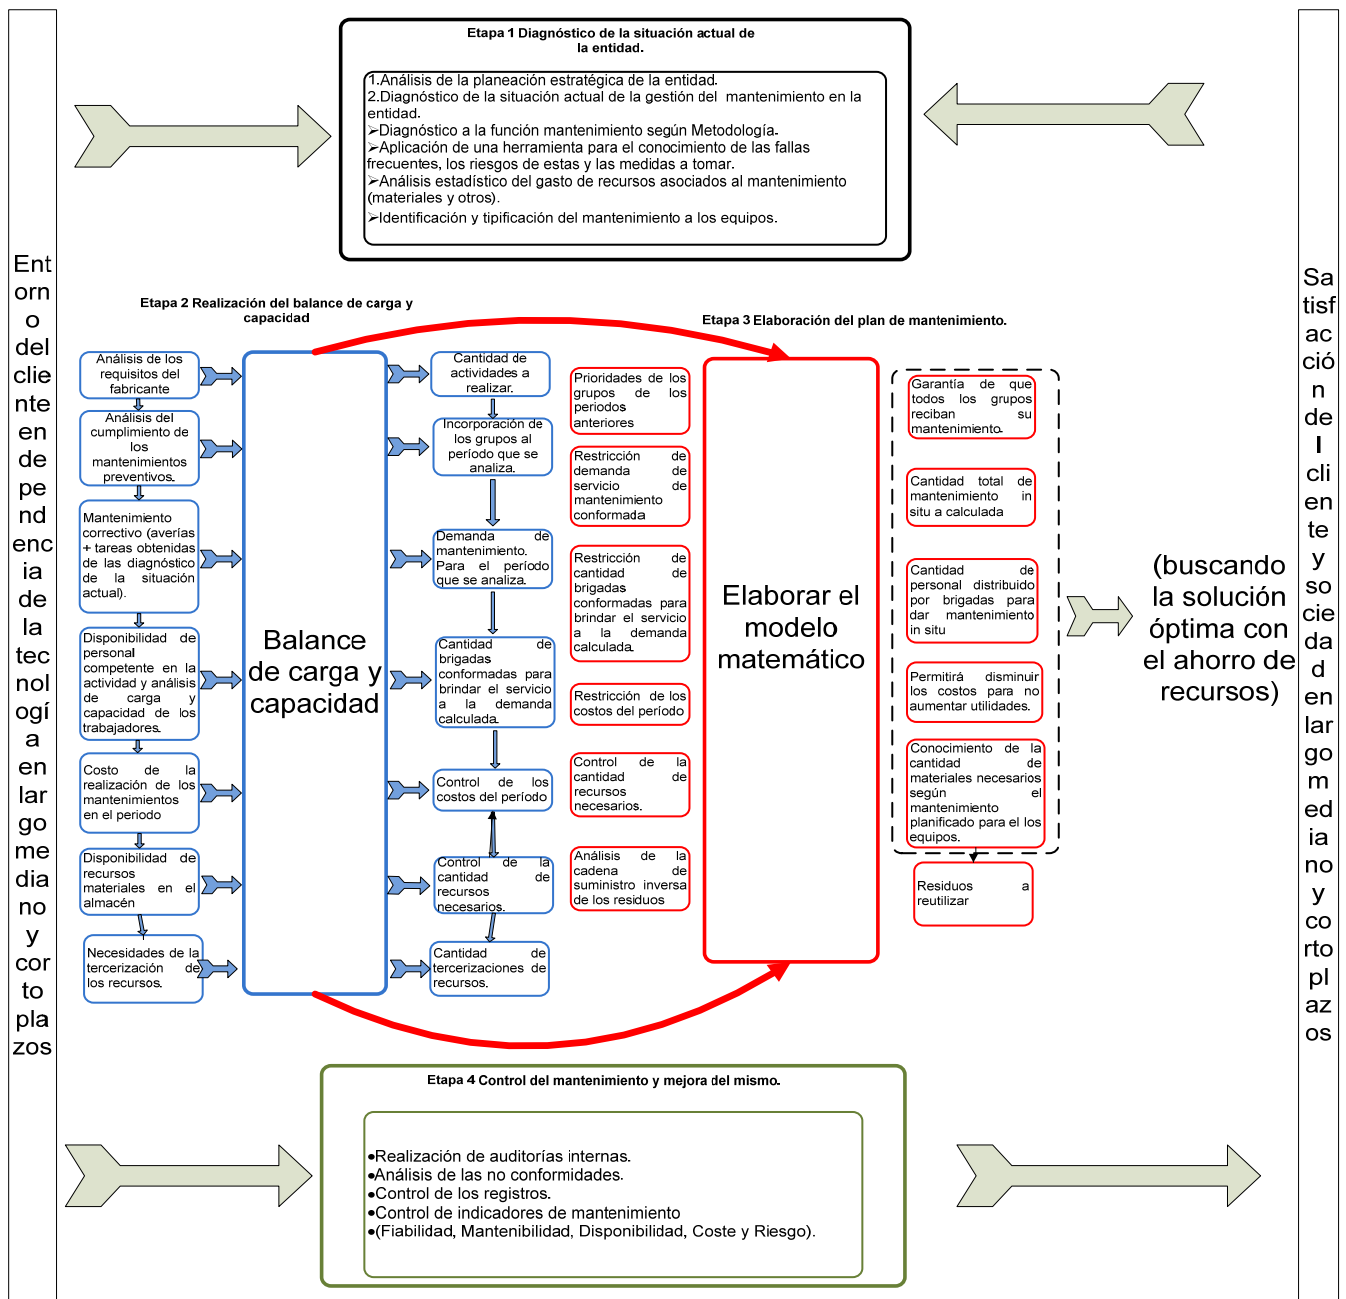 Etapa 1 Diagnóstico de la situación actual de
la entidad.
1.Análisis de la planeación estratégica de la entidad.
2.Diagnóstico de la situación actual de la gestión del mantenimiento en la
entidad.
➢Diagnóstico a la función mantenimiento según Metodología.
➢Aplicación de una herramienta para el conocimiento de las fallas
frecuentes, los riesgos de estas y las medidas a tomar.
➢Análisis estadístico del gasto de recursos asociados al mantenimiento
(materiales y otros).
➢Identificación y tipificación del mantenimiento a los equipos.
Ent
orn
o del
clie
nte
en
de
pe
nd
enc
ia
de
la
tec
nol
ogí
a
en
lar
go
me
dia
no
y
cor
to
pla
zos
Etapa 2 Realización del balance de carga y
capacidad
Análisis de los
requisitos del
fabricante
Análisis del
cumplimiento de
los
mantenimientos
preventivos.
Mantenimiento
correctivo (averías
+ tareas obtenidas
de las diagnóstico
de la situación
actual).
Disponibilidad de
personal
competente en la
actividad y análisis
de carga y
capacidad de los
trabajadores.
Costo de la
realización de los
mantenimientos
en el periodo
Disponibilidad de
recursos
materiales en el
almacén
Necesidades de la
tercerización de
los recursos.
Balance
de carga y
capacidad
Cantidad de
actividades a
realizar.
Incorporación de
los grupos al
período que se
analiza.
Demanda de
mantenimiento.
Para el período
que se analiza.
Cantidad de
brigadas
conformadas para
brindar el servicio
a la demanda
calculada.
Control de los
costos del período
Control de la
cantidad de
recursos
necesarios.
Cantidad de
tercerizaciones de
recursos.
Etapa 3 Elaboración del plan de mantenimiento.
Prioridades de los
grupos de los
periodos
anteriores
Restricción de
demanda de
servicio de
mantenimiento
conformada
Restricción de
cantidad de
brigadas
conformadas para
brindar el servicio
a la demanda
calculada.
Restricción de los
costos del período
Control de la
cantidad de
recursos
necesarios.
Análisis de la
cadena de
suministro inversa
de los residuos
Elaborar el
modelo
matemático
Garantía de que
todos los grupos
reciban su
mantenimiento.
Cantidad total de
mantenimiento in
situ a calculada
Cantidad de
personal distribuido
por brigadas para
dar mantenimiento
in situ
Permitirá disminuir
los costos para no
aumentar utilidades.
Conocimiento de la
cantidad de
materiales necesarios
según el
mantenimiento
planificado para el los
equipos.
Residuos a
reutilizar
(buscando
la solución
óptima con
el ahorro de
recursos)
Sa
tisf
ac
ció
n
de
l
cli
en
te
y
so
cie
da
d
en
lar
go
m
ed
ia
no
y
co
rto
pl
az
os
Etapa 4 Control del mantenimiento y mejora del mismo.
●Realización de auditorías internas.
●Análisis de las no conformidades.
●Control de los registros.
●Control de indicadores de mantenimiento
●(Fiabilidad, Mantenibilidad, Disponibilidad, Coste y Riesgo).